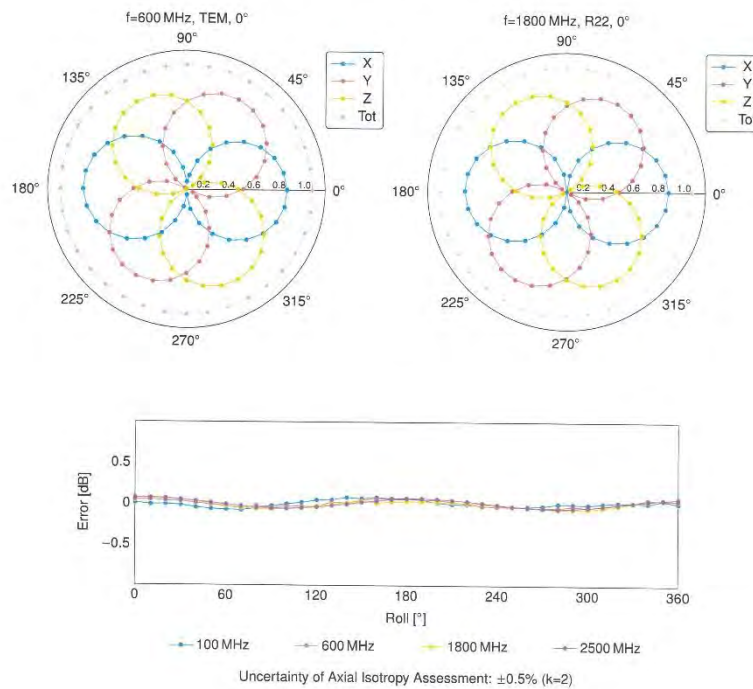 f=600 MHz, TEM, 0°
90°
135°
45°
X
Y
Z
Tot
180°
0.2 0.4 0.6 0.8 1.0
0°
225°
315°
270°
f=1800 MHz, R22, 0°
90°
135°
45°
X
Y
Z
To
180°
0.2 0.4 0.6 0.8 1.0
0°
225°
315°
270°
0.5
0
−0.5
Error [dB]
0 60 120 180 240 300 360
Roll [°]
100 MHz 600 MHz 1800 MHz 2500 MHz
Uncertainty of Axial Isotropy Assessment: ±0.5% (k=2)